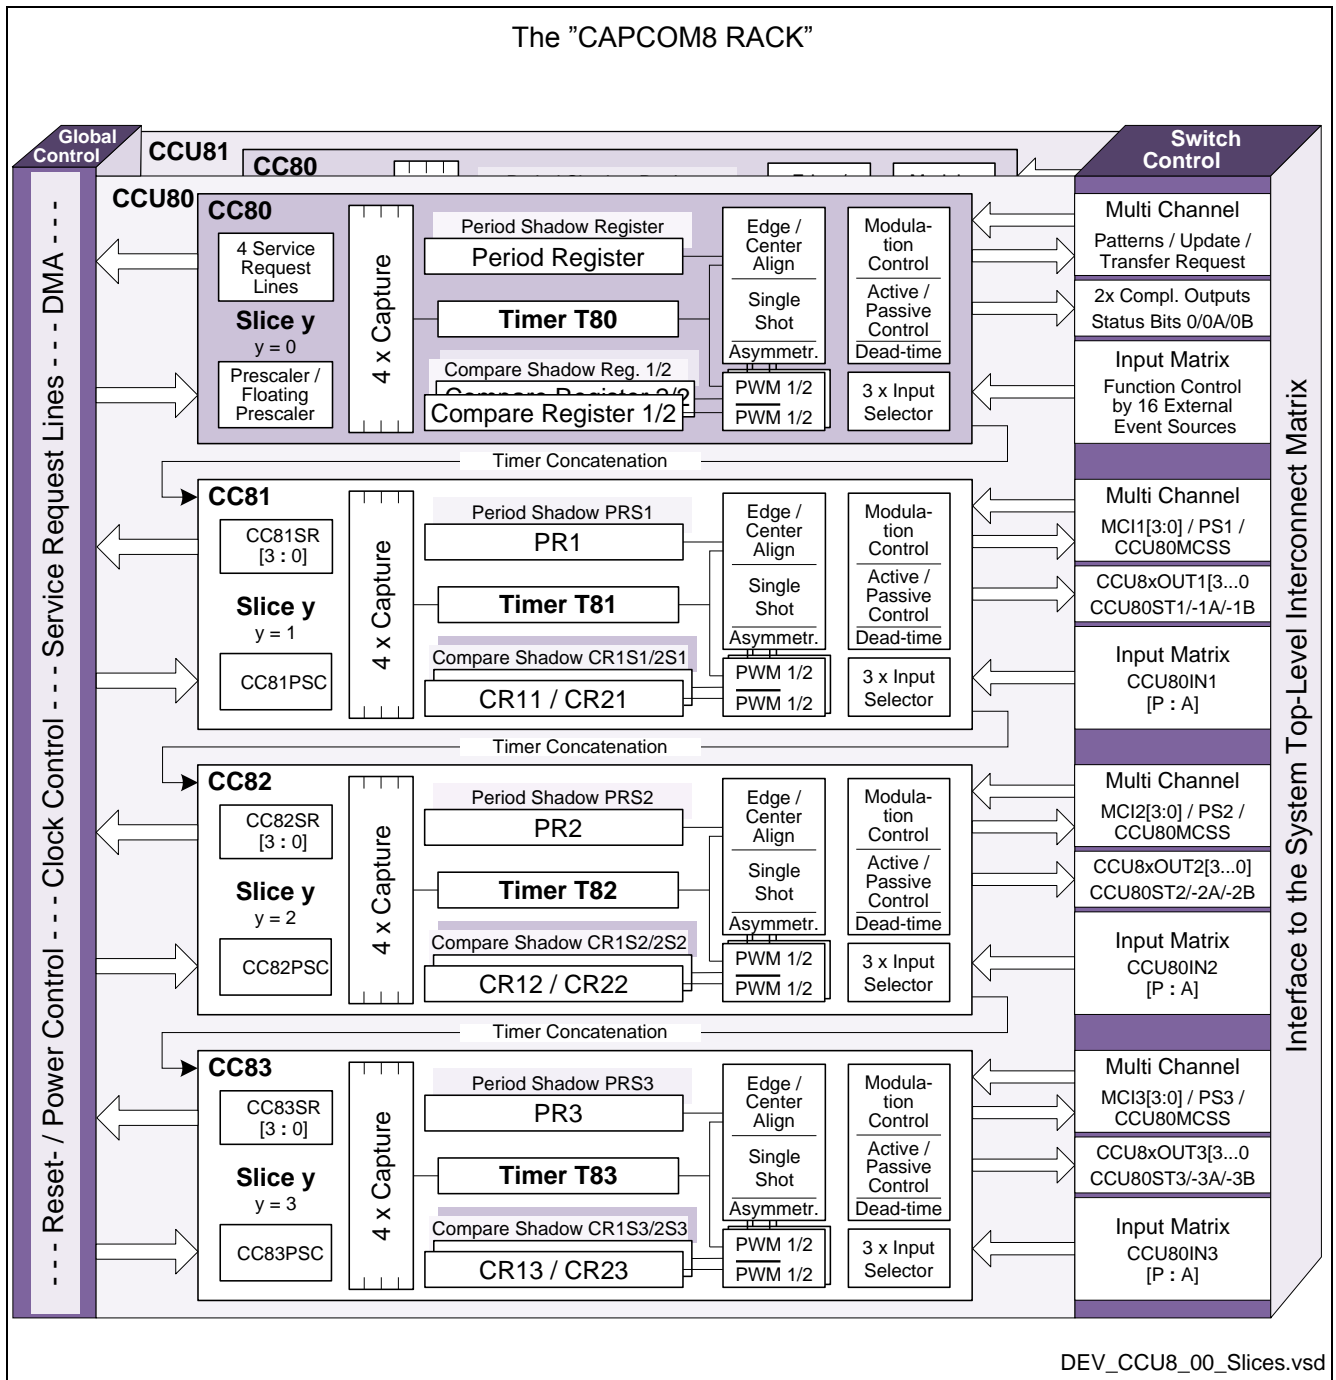 The ”CAPCOM8 RACK”
Global
Control
- - - Reset- / Power Control - - - Clock Control - - - Service Request Lines - - - DMA - - -
CCU81
CC80
Switch
Control
Interface to the System Top-Level Interconnect Matrix
CCU80
CC80
4 Service
Request
Lines
Slice y
y = 0
Prescaler /
Floating
Prescaler
4 x Capture
Period Shadow Register
Period Register
Timer T80
Compare Shadow Reg. 1/2
Compare Register 1/2
Edge /
Center
Align
Single
Shot
Asymmetr.
PWM 1/2
PWM 1/2
Modula-
tion
Control
Active /
Passive
Control
Dead-time
3 x Input
Selector
Multi Channel
Patterns / Update /
Transfer Request
2x Compl. Outputs
Status Bits 0/0A/0B
Input Matrix
Function Control
by 16 External
Event Sources
Timer Concatenation
CC81
CC81SR
[3 : 0]
Slice y
y = 1
CC81PSC
4 x Capture
Period Shadow PRS1
PR1
Timer T81
Compare Shadow CR1S1/2S1
CR11 / CR21
Edge /
Center
Align
Single
Shot
Asymmetr.
PWM 1/2
PWM 1/2
Modula-
tion
Control
Active /
Passive
Control
Dead-time
3 x Input
Selector
Multi Channel
MCI1[3:0] / PS1 /
CCU80MCSS
CCU8xOUT1[3...0
CCU80ST1/-1A/-1B
Input Matrix
CCU80IN1
[P : A]
Timer Concatenation
CC82
CC82SR
[3 : 0]
Slice y
y = 2
CC82PSC
4 x Capture
Period Shadow PRS2
PR2
Timer T82
Compare Shadow CR1S2/2S2
CR12 / CR22
Edge /
Center
Align
Single
Shot
Asymmetr.
PWM 1/2
PWM 1/2
Modula-
tion
Control
Active /
Passive
Control
Dead-time
3 x Input
Selector
Multi Channel
MCI2[3:0] / PS2 /
CCU80MCSS
CCU8xOUT2[3...0]
CCU80ST2/-2A/-2B
Input Matrix
CCU80IN2
[P : A]
Timer Concatenation
CC83
CC83SR
[3 : 0]
Slice y
y = 3
CC83PSC
4 x Capture
Period Shadow PRS3
PR3
Timer T83
Compare Shadow CR1S3/2S3
CR13 / CR23
Edge /
Center
Align
Single
Shot
Asymmetr.
PWM 1/2
PWM 1/2
Modula-
tion
Control
Active /
Passive
Control
Dead-time
3 x Input
Selector
Multi Channel
MCI3[3:0] / PS3 /
CCU80MCSS
CCU8xOUT3[3...0
CCU80ST3/-3A/-3B
Input Matrix
CCU80IN3
[P : A]
DEV_CCU8_00_Slices.vsd